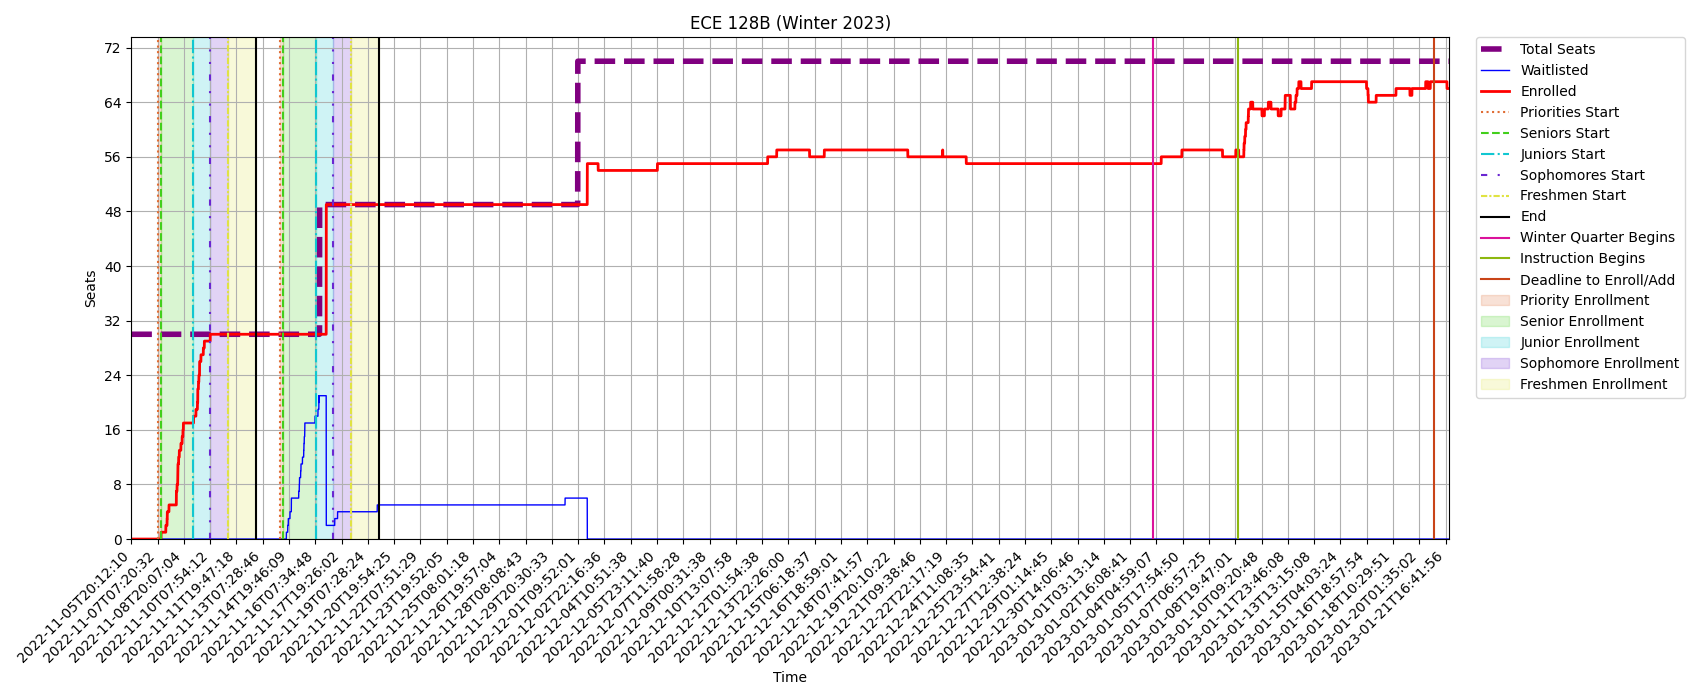 ECE 128B (Winter 2023)
72
64
56
48
40
32
24
16
8
0
Seats
2022-11-05T20:12:10
2022-11-07T07:20:32
2022-11-08T20:07:04
2022-11-10T07:54:12
2022-11-11T19:47:18
2022-11-13T07:28:46
2022-11-14T19:46:09
2022-11-16T07:34:48
2022-11-17T19:26:02
2022-11-19T07:28:24
2022-11-20T19:54:25
2022-11-22T07:51:29
2022-11-23T19:52:05
2022-11-25T08:01:18
2022-11-26T19:57:04
2022-11-28T08:08:43
2022-11-29T20:30:33
2022-12-01T09:52:01
2022-12-02T22:16:36
2022-12-04T10:51:38
2022-12-05T23:11:40
2022-12-07T11:58:28
2022-12-09T00:31:38
2022-12-10T13:07:58
2022-12-12T01:54:38
2022-12-13T22:26:00
2022-12-15T06:18:37
2022-12-16T18:59:01
2022-12-18T07:41:57
2022-12-19T20:10:22
2022-12-21T09:38:46
2022-12-22T22:17:19
2022-12-24T11:08:35
2022-12-25T23:54:41
2022-12-27T12:38:24
2022-12-29T01:14:45
2022-12-30T14:06:46
2023-01-01T03:13:14
2023-01-02T16:08:41
2023-01-04T04:59:07
2023-01-05T17:54:50
2023-01-07T06:57:25
2023-01-08T19:47:01
2023-01-10T09:20:48
2023-01-11T23:46:08
2023-01-13T13:15:08
2023-01-15T04:03:24
2023-01-16T18:57:54
2023-01-18T10:29:51
2023-01-20T01:35:02
2023-01-21T16:41:56
Time
Total Seats
Waitlisted
Enrolled
Priorities Start
Seniors Start
Juniors Start
Sophomores Start
Freshmen Start
End
Winter Quarter Begins
Instruction Begins
Deadline to Enroll/Add
Priority Enrollment
Senior Enrollment
Junior Enrollment
Sophomore Enrollment
Freshmen Enrollment